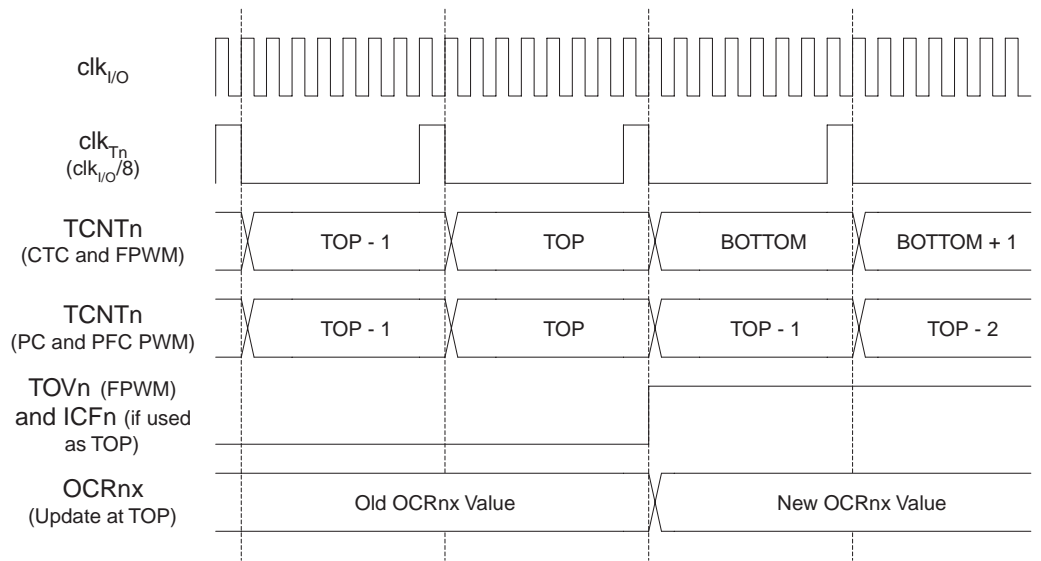 clkI/O
clkTn
(clkI/O/8)
TCNTn
(CTC and FPWM)
TOP - 1
TOP
BOTTOM
BOTTOM + 1
TCNTn
(PC and PFC PWM)
TOP - 1
TOP
TOP - 1
TOP - 2
TOVn (FPWM)
and ICFn (if used
as TOP)
OCRnx
(Update at TOP)
Old OCRnx Value
New OCRnx Value